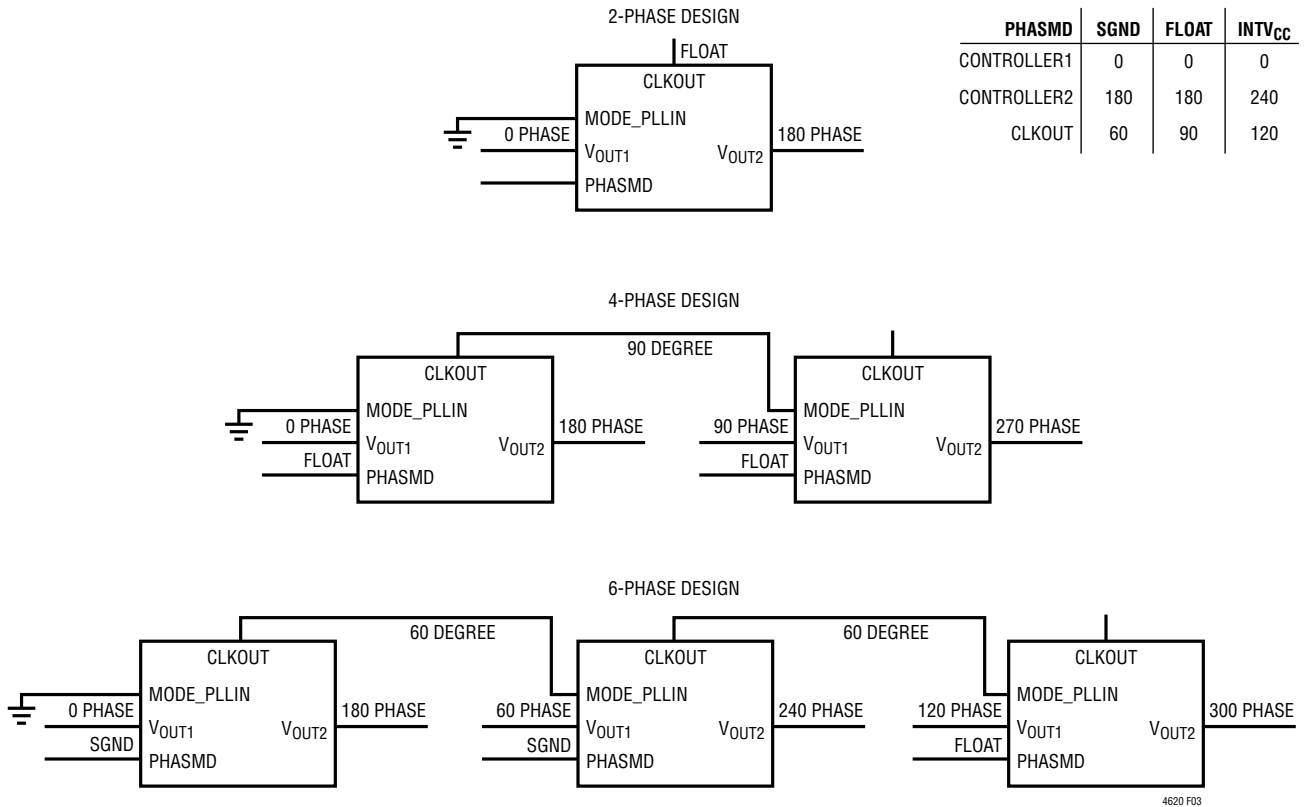 2-PHASE DESIGN
FLOAT
CLKOUT
MODE_PLLIN
0 PHASE
180 PHASE
VOUT1
VOUT2
PHASMD
PHASMD SGND FLOAT INTVCC
CONTROLLER1 0 0 0
CONTROLLER2 180 180 240
CLKOUT 60 90 120
4-PHASE DESIGN
90 DEGREE
CLKOUT
MODE_PLLIN
0 PHASE
180 PHASE
VOUT1
VOUT2
FLOAT
PHASMD
CLKOUT
MODE_PLLIN
90 PHASE
270 PHASE
VOUT1
VOUT2
FLOAT
PHASMD
6-PHASE DESIGN
60 DEGREE
60 DEGREE
CLKOUT
MODE_PLLIN
0 PHASE
180 PHASE
VOUT1
VOUT2
SGND
PHASMD
CLKOUT
MODE_PLLIN
60 PHASE
240 PHASE
VOUT1
VOUT2
SGND
PHASMD
CLKOUT
MODE_PLLIN
120 PHASE
300 PHASE
VOUT1
VOUT2
FLOAT
PHASMD
4620 F03